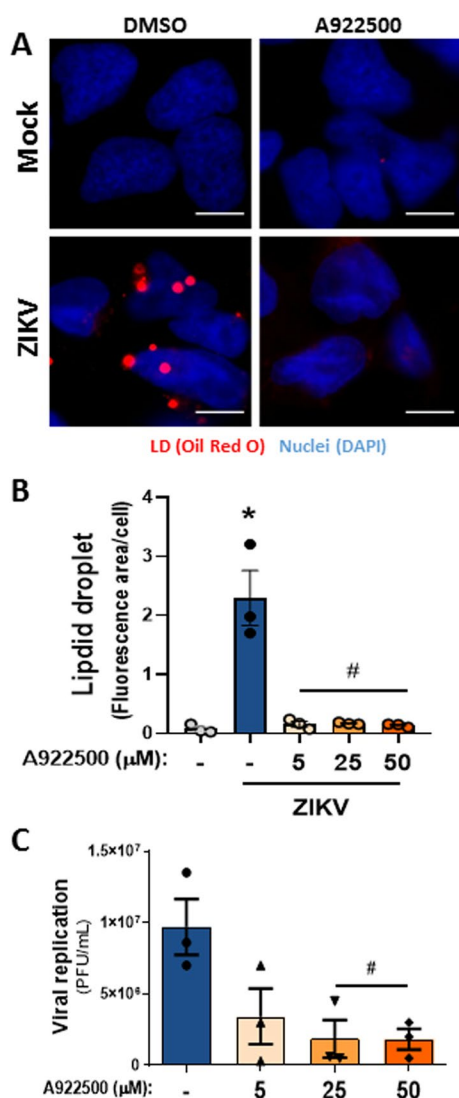 DMSO A922500
A
Mock
ZIKV
LD (Oil Red O) Nuclei (DAPI)
B
Lipdid droplet
(Fluorescence area/cell)
4
3
2
1
0
*
#
A922500 (μM): - - 5 25 50
ZIKV
C
Viral replication
(PFU/mL)
1.5×10⁷
1×10⁷
5×10⁶
0
#
A922500 (μM): - 5 25 50